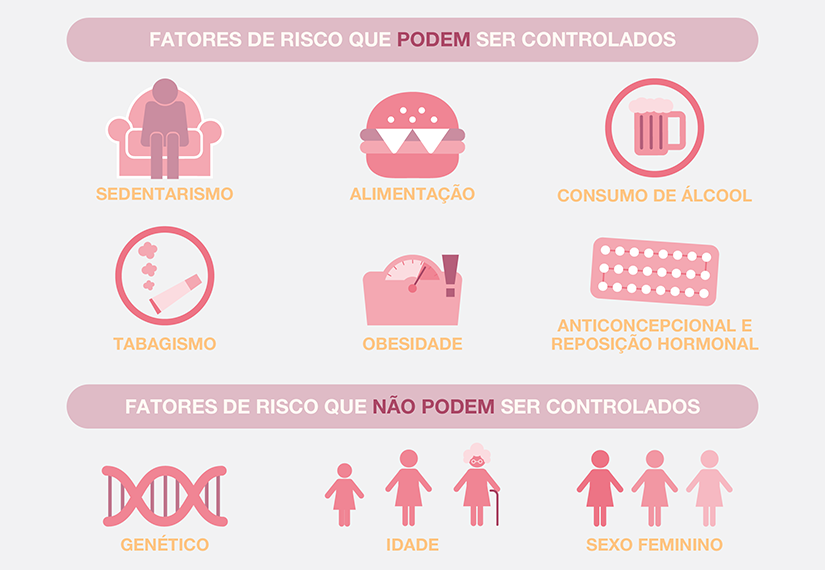 FATORES DE RISCO QUE PODEM SER CONTROLADOS
SEDENTARISMO
ALIMENTAÇÃO
CONSUMO DE ÁLCOOL
TABAGISMO
OBESIDADE
ANTICONCEPCIONAL E
REPOSIÇÃO HORMONAL
FATORES DE RISCO QUE NÃO PODEM SER CONTROLADOS
GENÉTICO
IDADE
SEXO FEMININO